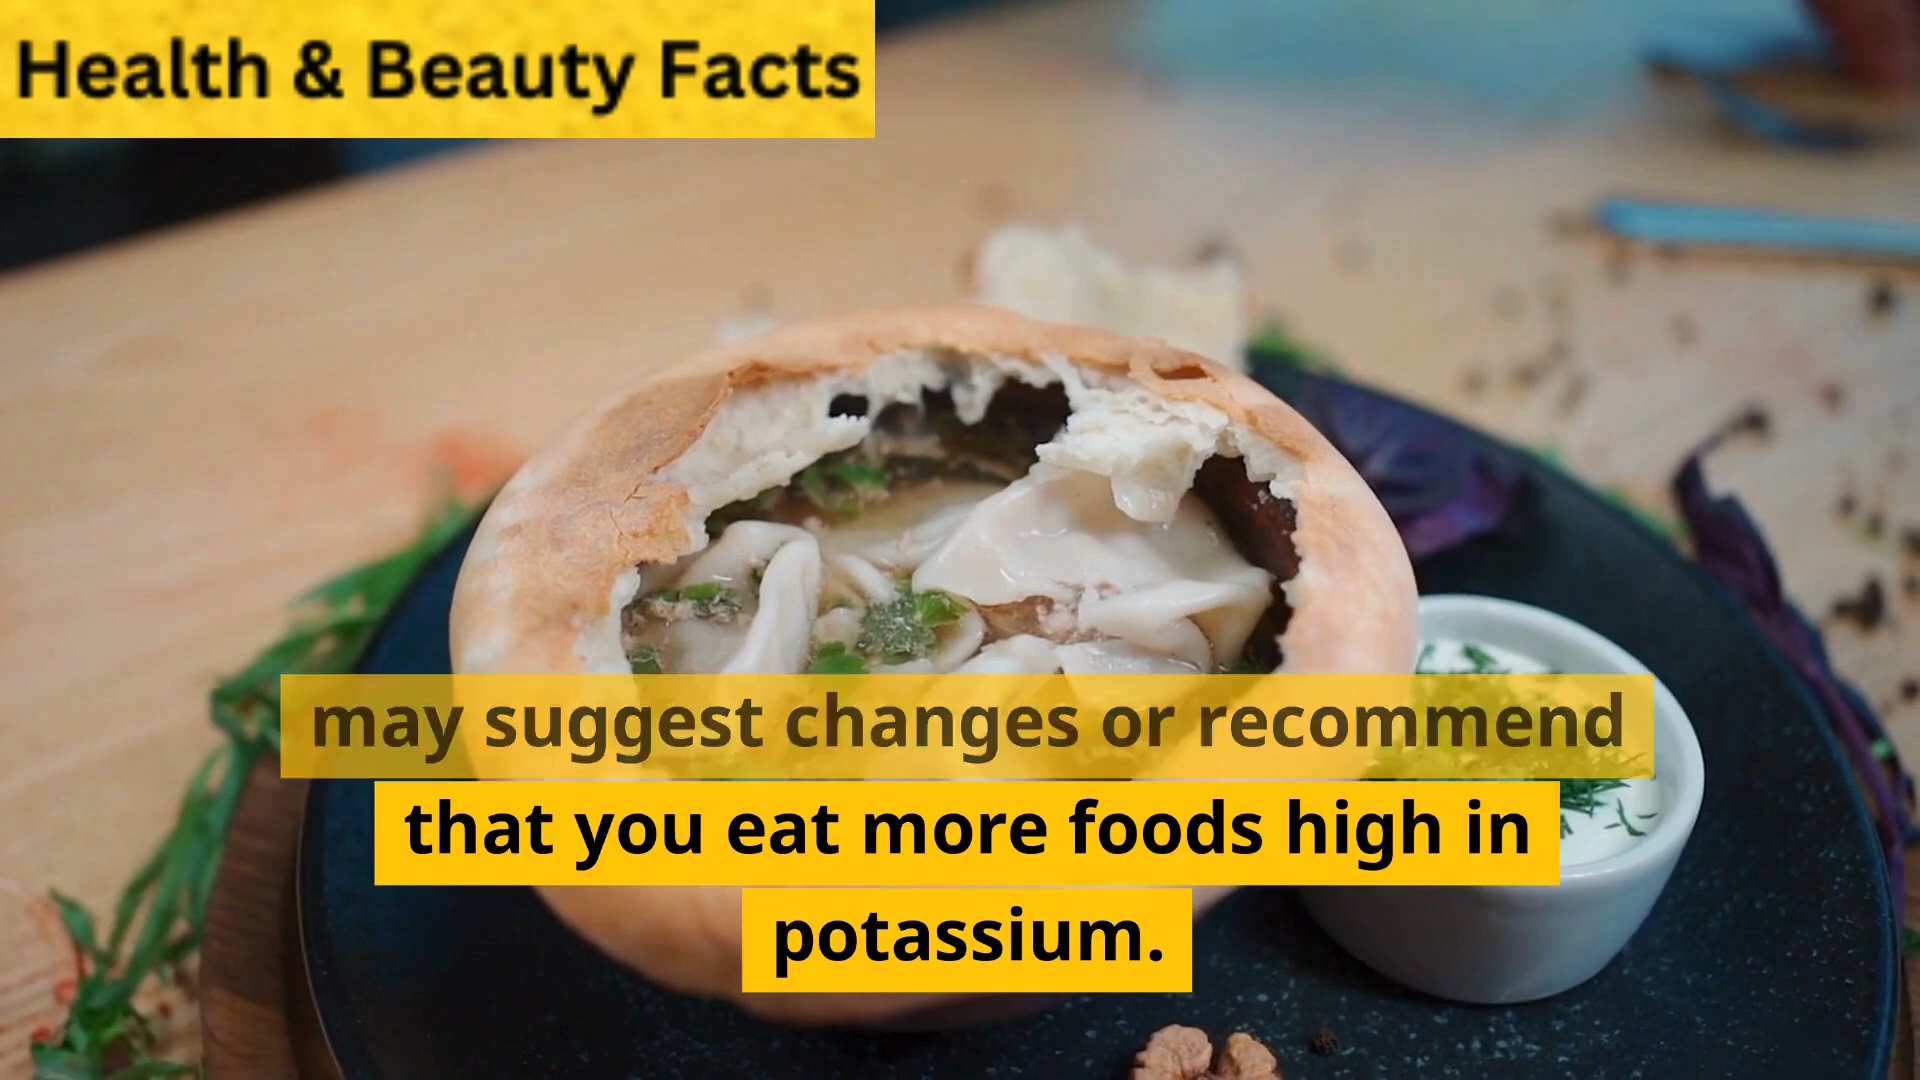 Health & Beauty Facts
may suggest changes or recommend
that you eat more foods high in
potassium.